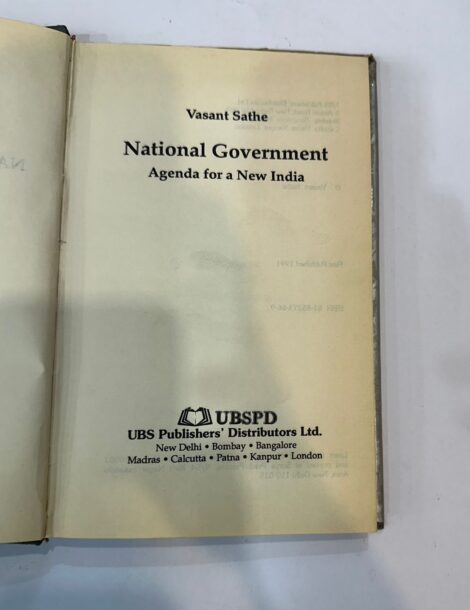 Vasant Sathe
National Government
Agenda for a New India
UBSPD
UBS Publishers' Distributors Ltd.
New Delhi • Bombay • Bangalore
Madras • Calcutta • Patna • Kanpur • London